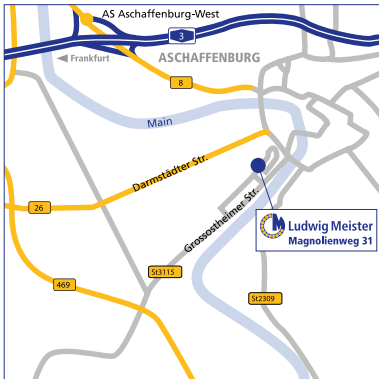 AS Aschaffenburg-West
3
Frankfurt
ASCHAFFENBURG
8
Main
Darmstädter Str.
Grossostheimer Str.
26
Ludwig Meister
Magnolienweg 31
St3115
469
St2309